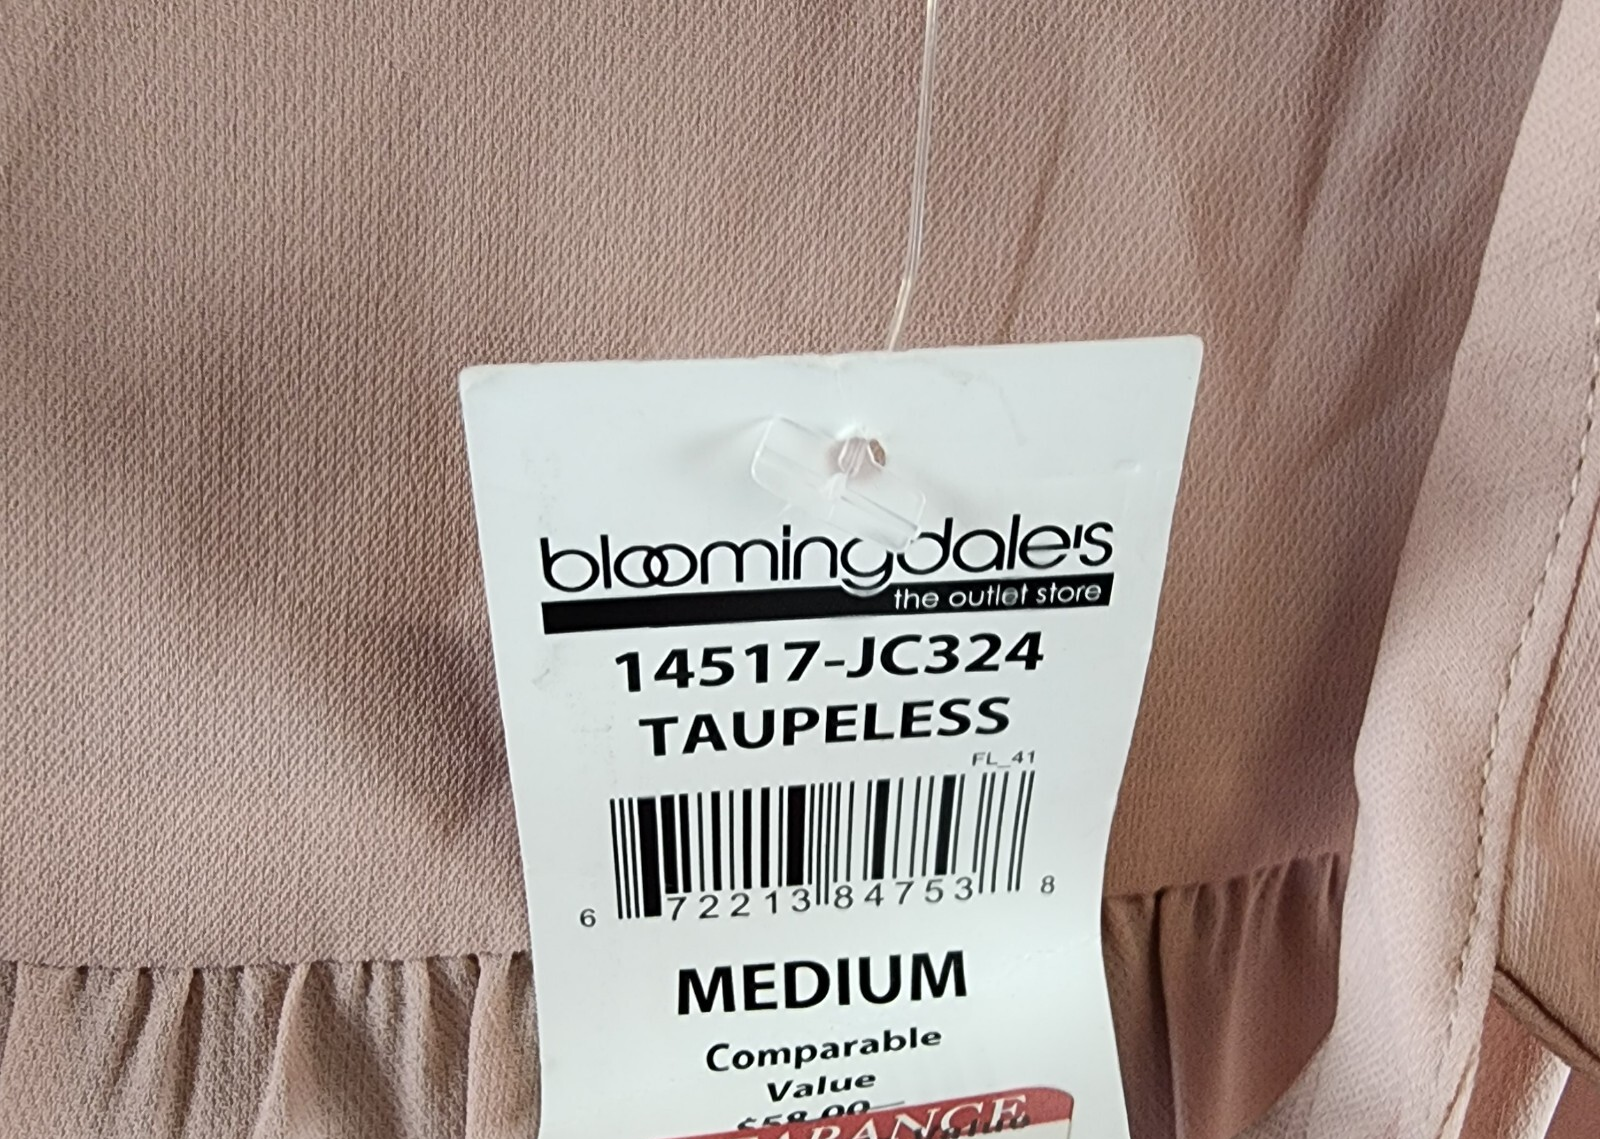 bloomingdale's
the outlet store
14517-JC324
TAUPELESS
FL_41
6 72213 84753 8
MEDIUM
Comparable
Value
$58.00